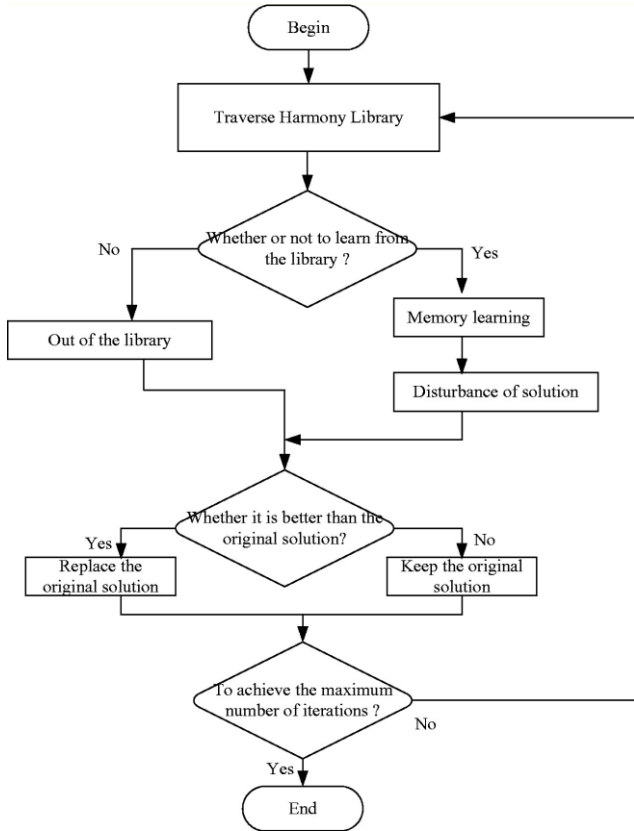 Begin
Traverse Harmony Library
Whether or not to learn from
the library ?
No
Yes
Out of the library
Memory learning
Disturbance of solution
Whether it is better than the
original solution?
Yes
No
Replace the
original solution
Keep the original
solution
To achieve the maximum
number of iterations ?
No
Yes
End